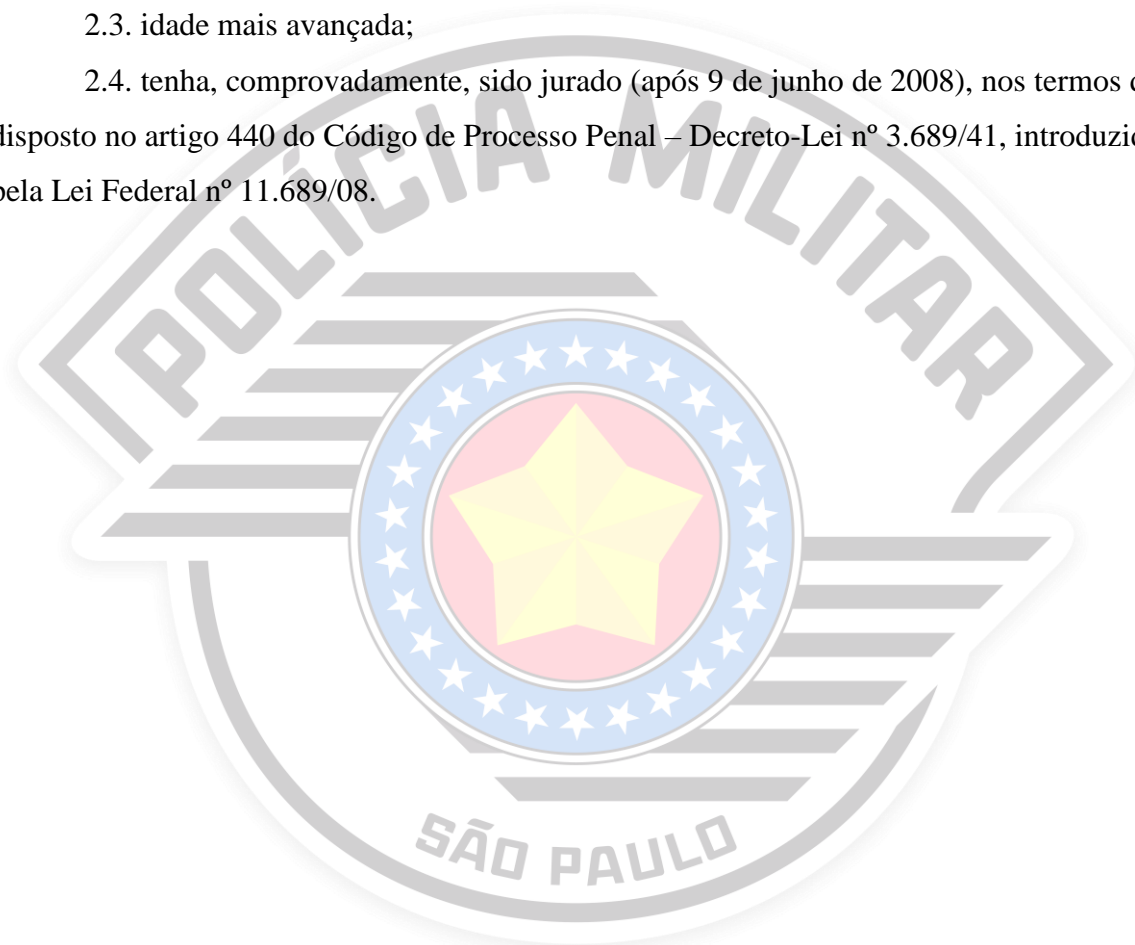 2.3. idade mais avançada;
2.4. tenha, comprovadamente, sido jurado (após 9 de junho de 2008), nos termos
disposto no artigo 440 do Código de Processo Penal – Decreto-Lei nº 3.689/41,
pela Lei Federal nº 11.689/08.
POLÍCIA MILITAR
SÃO PAULO